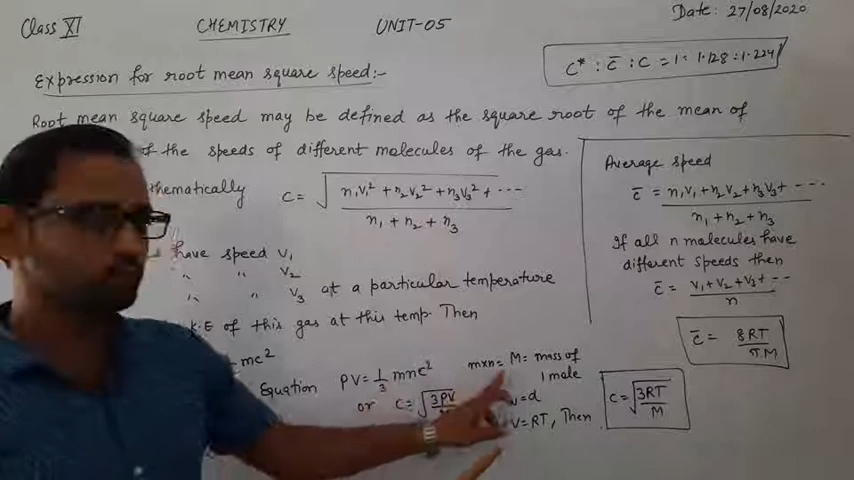 Class XI CHEMISTRY UNIT-05 Date: 27/08/2020
Expression for root mean square speed:-
C* : C̄ : C = 1 : 1.128 : 1.224
Root mean square speed may be defined as the square root of the mean of
of the speeds of different molecules of the gas.
thematically C = √(n₁v₁² + n₂v₂² + n₃v₃² + ---- / n₁ + n₂ + n₃)
have speed v₁
" " v₂
" " v₃ at a particular temperature
K.E of this gas at this temp. Then
mc²
Equation PV = 1/3 mnc² m×n = M = mass of
1 mole
or C = √3PV = d
V = RT, Then C = √(3RT/M)
Average speed
C̄ = n₁v₁ + n₂v₂ + n₃v₃ + ---- / n₁ + n₂ + n₃
If all n molecules have
different speeds then
C̄ = v₁ + v₂ + v₃ + --- / n
C̄ = 8RT/πM